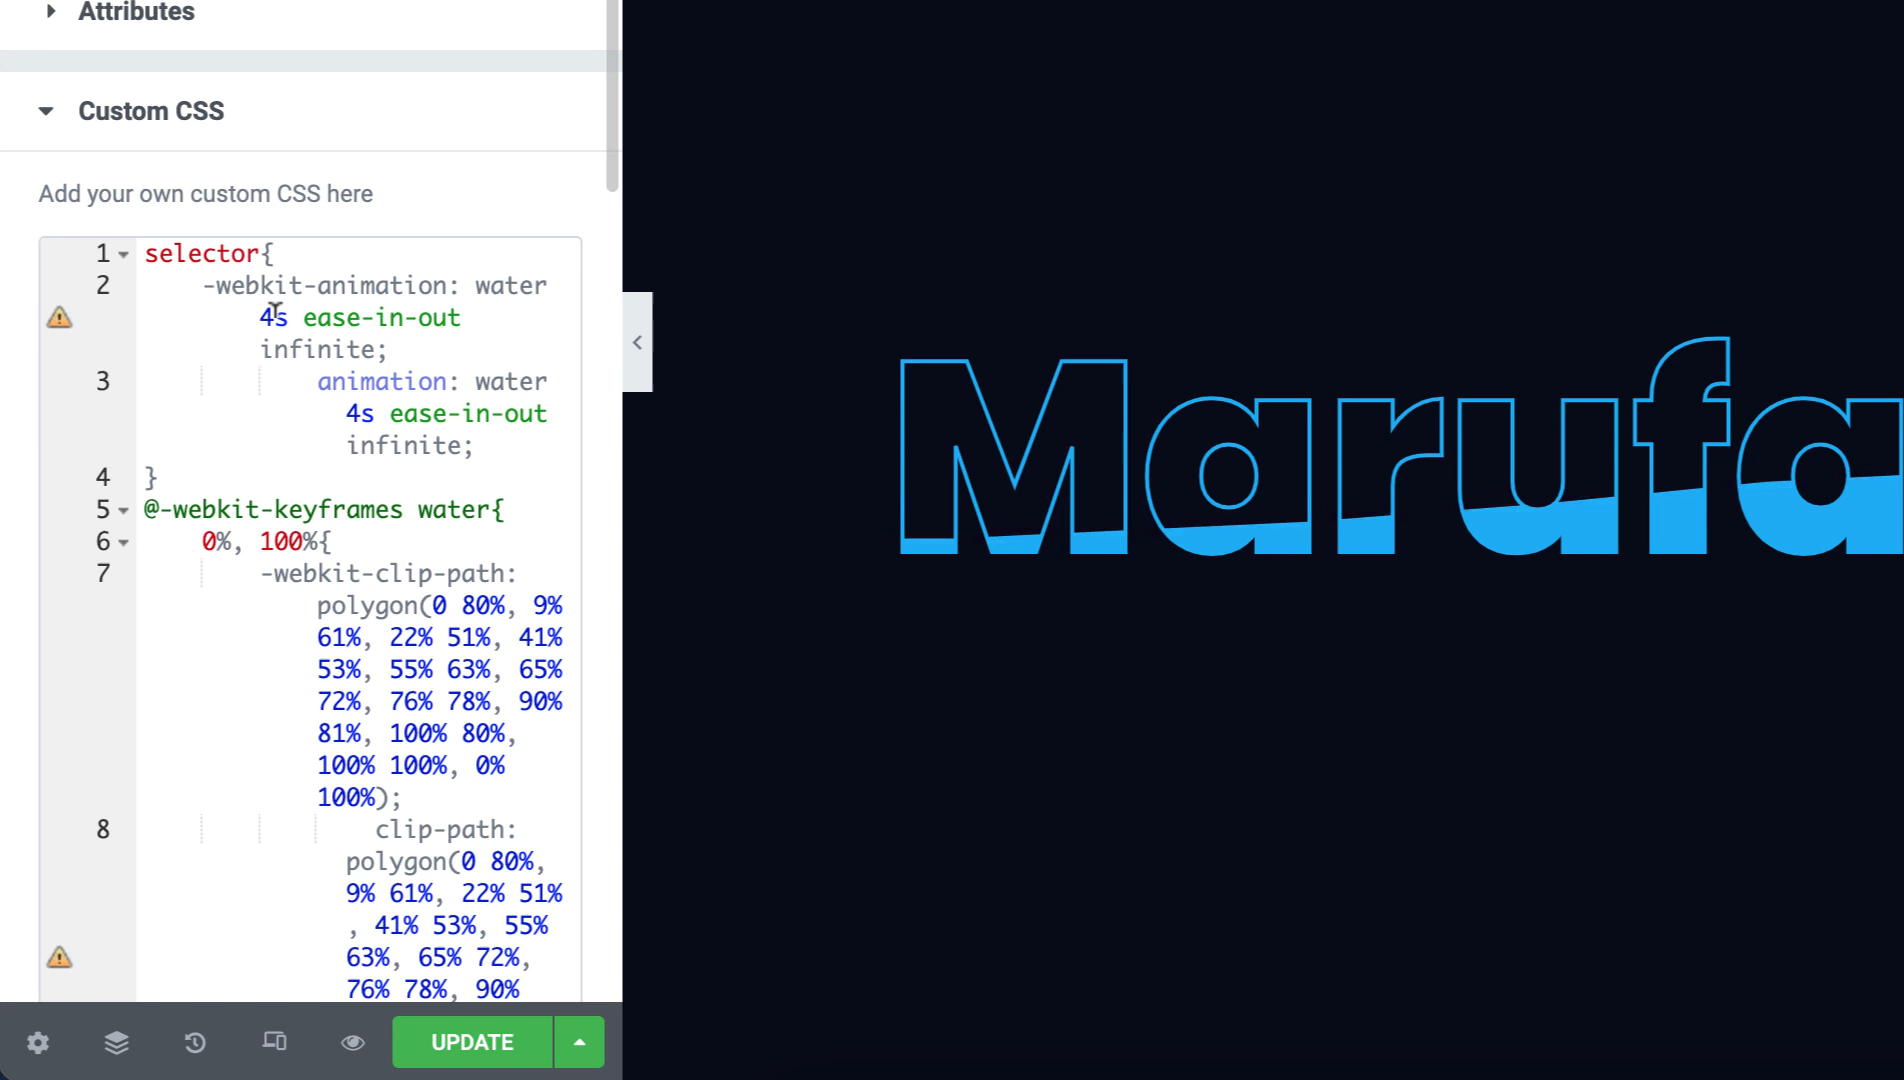 Attributes
Custom CSS
Add your own custom CSS here
1 selector{
2 -webkit-animation: water
4s ease-in-out
infinite;
3 animation: water
4s ease-in-out
infinite;
4 }
5 @-webkit-keyframes water{
6 0%, 100%{
7 -webkit-clip-path:
polygon(0 80%, 9%
61%, 22% 51%, 41%
53%, 55% 63%, 65%
72%, 76% 78%, 90%
81%, 100% 80%,
100% 100%, 0%
100%);
8 clip-path:
polygon(0 80%,
9% 61%, 22% 51%
, 41% 53%, 55%
63%, 65% 72%,
76% 78%, 90%
UPDATE
Marufa